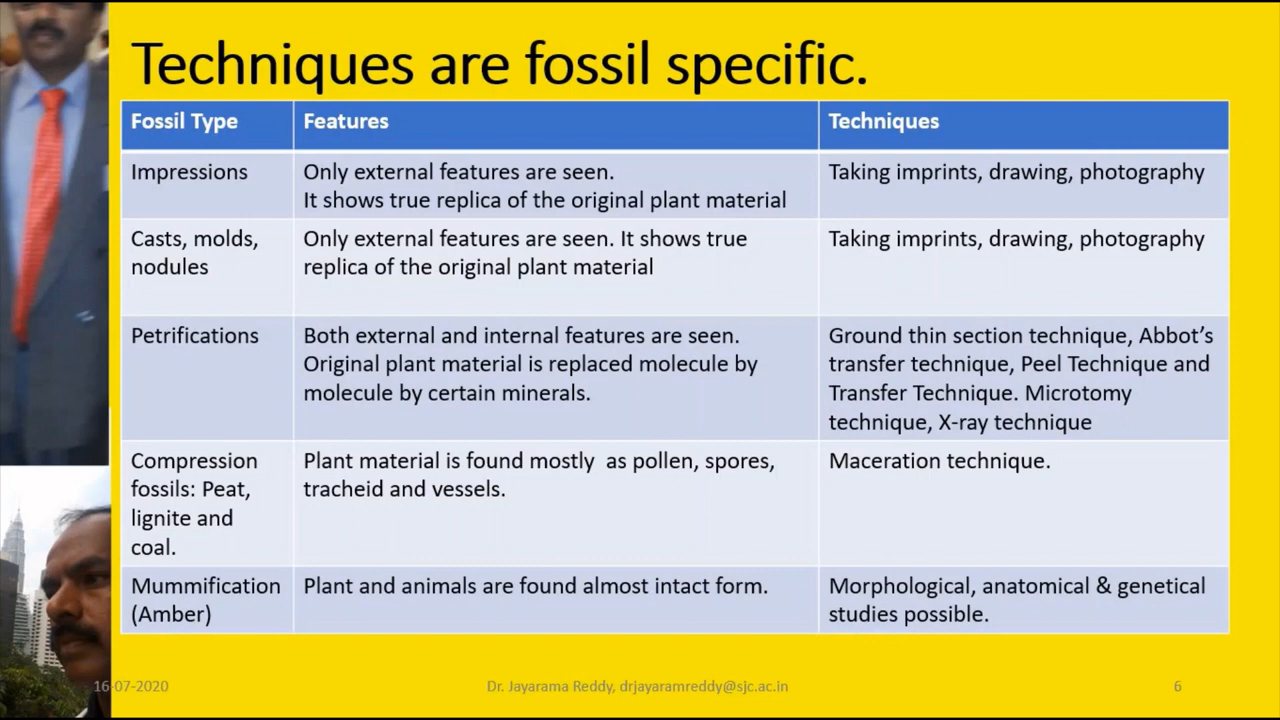 Techniques are fossil specific.
Fossil Type
Features
Techniques
Impressions
Only external features are seen.
It shows true replica of the original plant material
Taking imprints, drawing, photography
Casts, molds,
nodules
Only external features are seen. It shows true
replica of the original plant material
Taking imprints, drawing, photography
Petrifications
Both external and internal features are seen.
Original plant material is replaced molecule by
molecule by certain minerals.
Ground thin section technique, Abbot’s
transfer technique, Peel Technique and
Transfer Technique. Microtomy
technique, X-ray technique
Compression
fossils: Peat,
lignite and
coal.
Plant material is found mostly  as pollen, spores,
tracheid and vessels.
Maceration technique.
Mummification
(Amber)
Plant and animals are found almost intact form.
Morphological, anatomical & genetical
studies possible.
16-07-2020
Dr. Jayarama Reddy, drjayaramreddy@sjc.ac.in
6